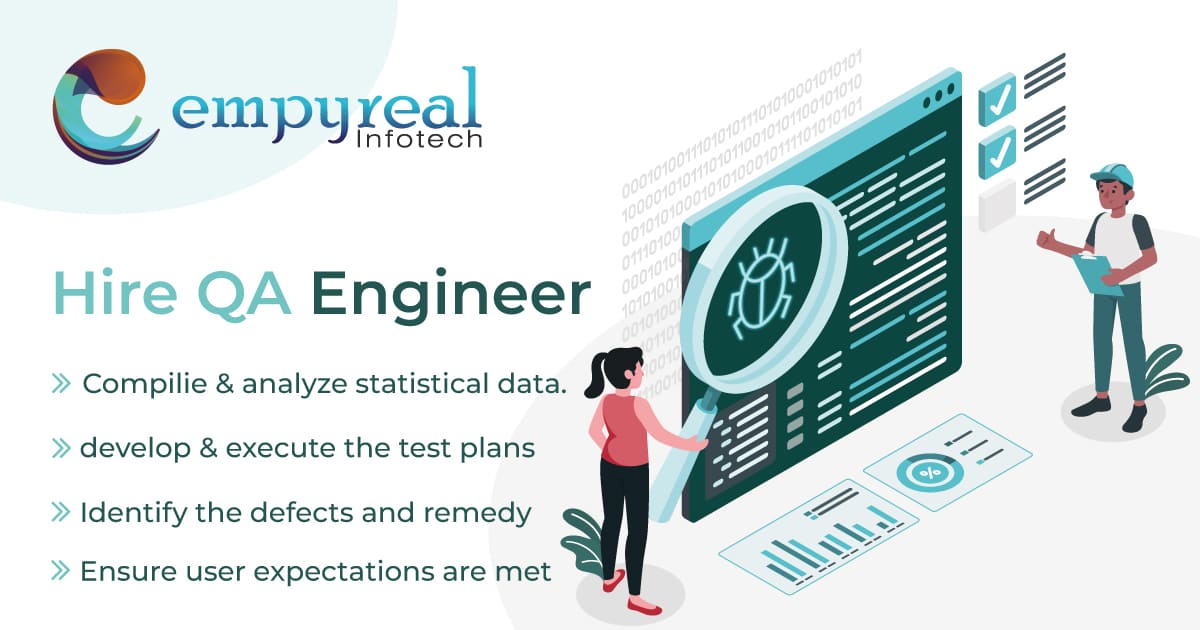 empyreal
Infotech
Hire QA Engineer
Compilie & analyze statistical data.
develop & execute the test plans
Identify the defects and remedy
Ensure user expectations are met
%